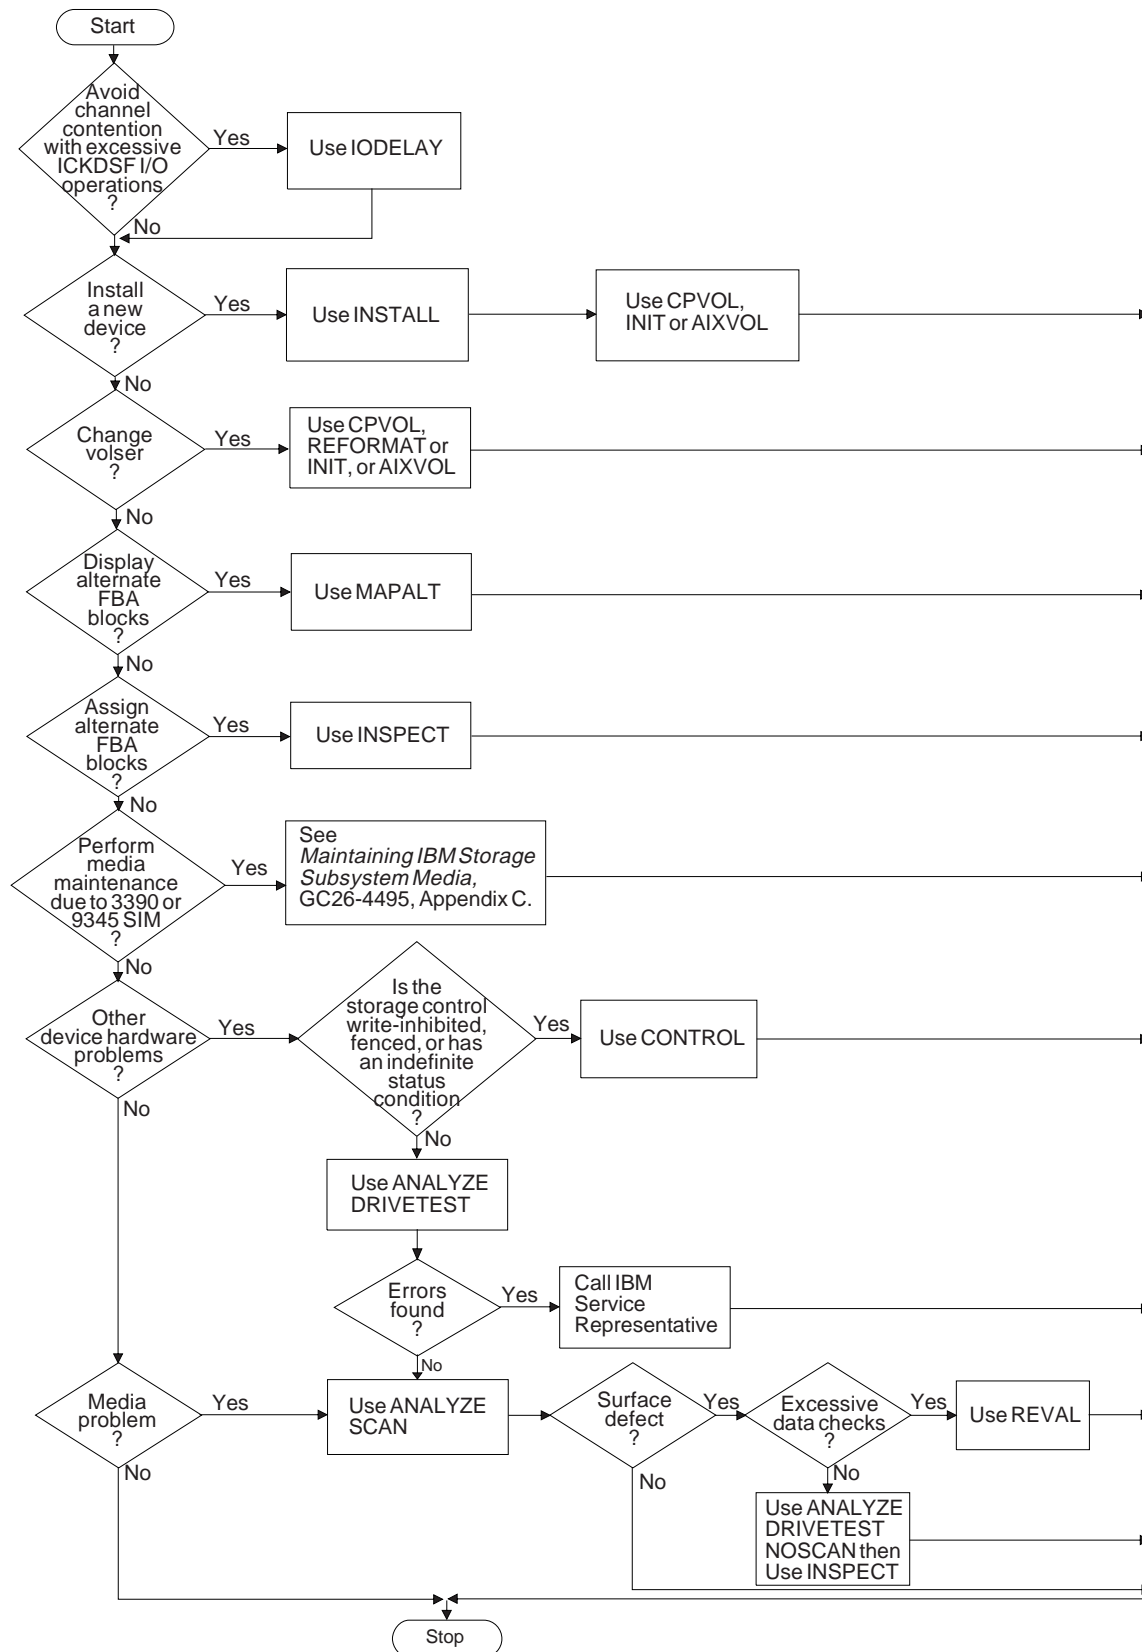 Start
Avoid
channel
contention
with excessive
ICKDSF I/O
operations
?
Yes
Use IODELAY
No
Install
a new
device
?
Yes
Use INSTALL
Use CPVOL,
INIT or AIXVOL
No
Change
volser
?
Yes
Use CPVOL,
REFORMAT or
INIT, or AIXVOL
No
Display
alternate
FBA
blocks
?
Yes
Use MAPALT
No
Assign
alternate
FBA
blocks
?
Yes
Use INSPECT
No
Perform
media
maintenance
due to 3390 or
9345 SIM
?
Yes
See
Maintaining IBM Storage
Subsystem Media,
GC26-4495, Appendix C.
No
Other
device hardware
problems
?
Yes
Is the
storage control
write-inhibited,
fenced, or has
an indefinite
status
condition
?
Yes
Use CONTROL
No
No
Use ANALYZE
DRIVETEST
Errors
found
?
Yes
Call IBM
Service
Representative
No
Media
problem
?
Yes
Use ANALYZE
SCAN
Surface
defect
?
Yes
Excessive
data checks
?
Yes
Use REVAL
No
No
No
Use ANALYZE
DRIVETEST
NOSCAN then
Use INSPECT
Stop